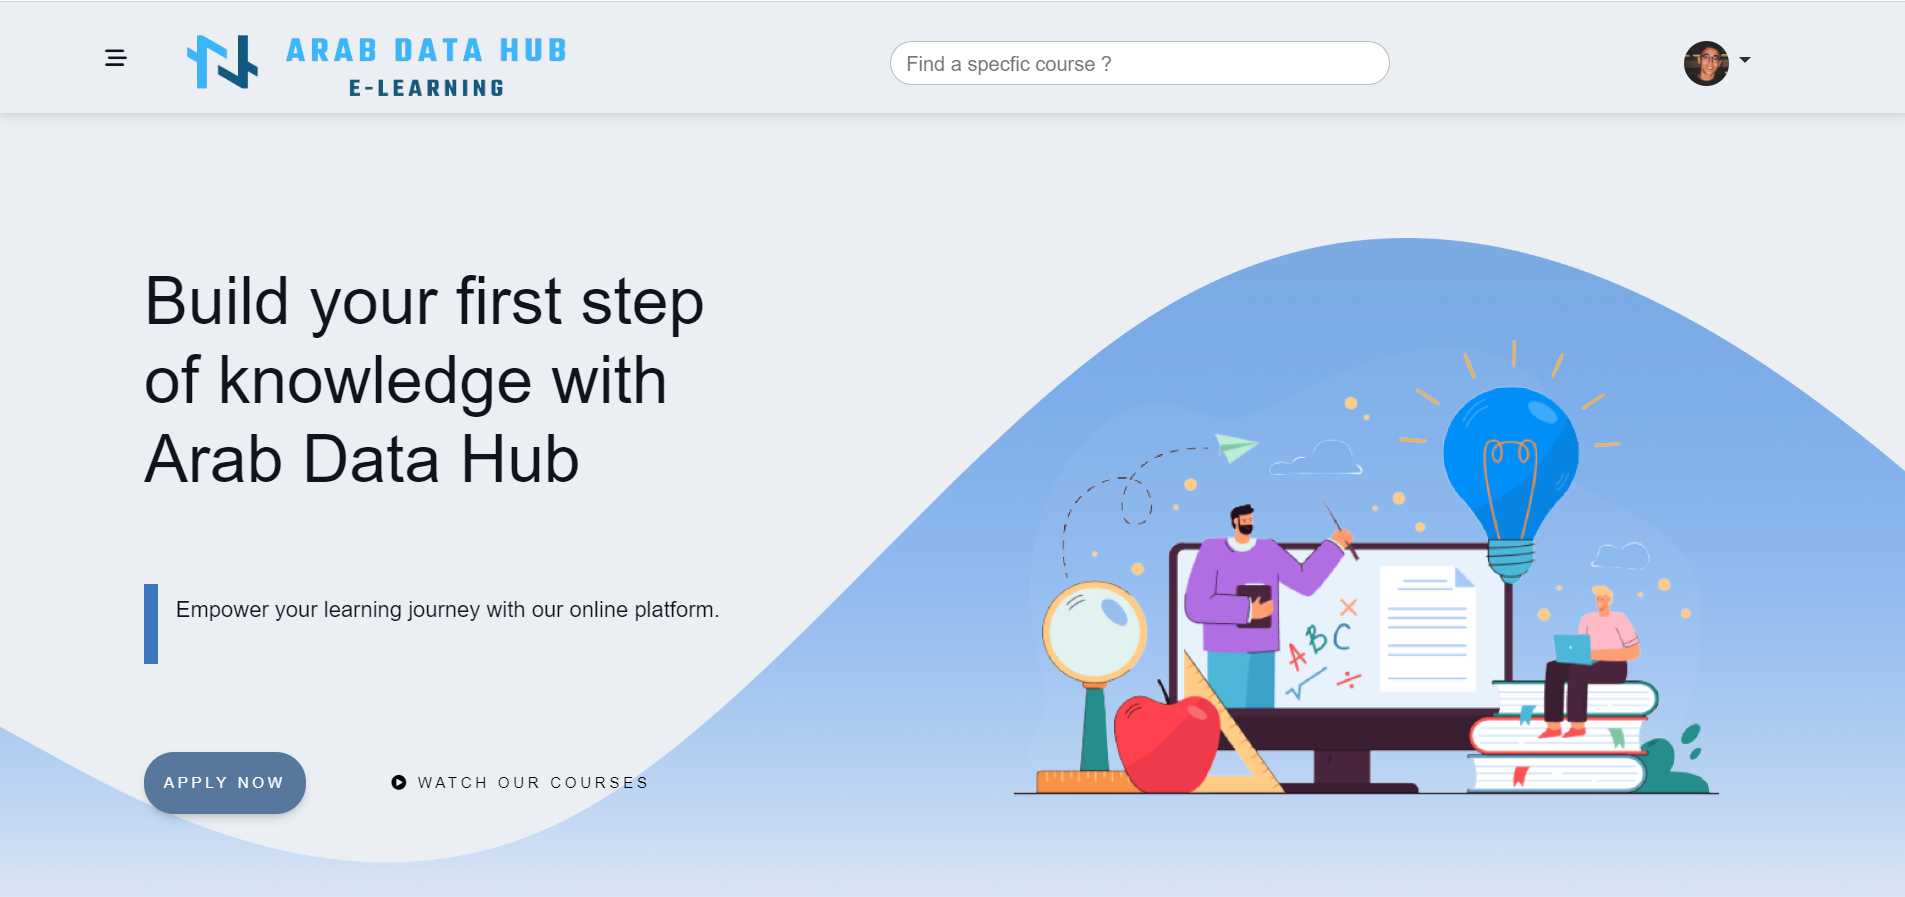 ARAB DATA HUB
E-LEARNING
Find a specfic course ?
Build your first step
of knowledge with
Arab Data Hub
Empower your learning journey with our online platform.
A B C
APPLY NOW
WATCH OUR COURSES